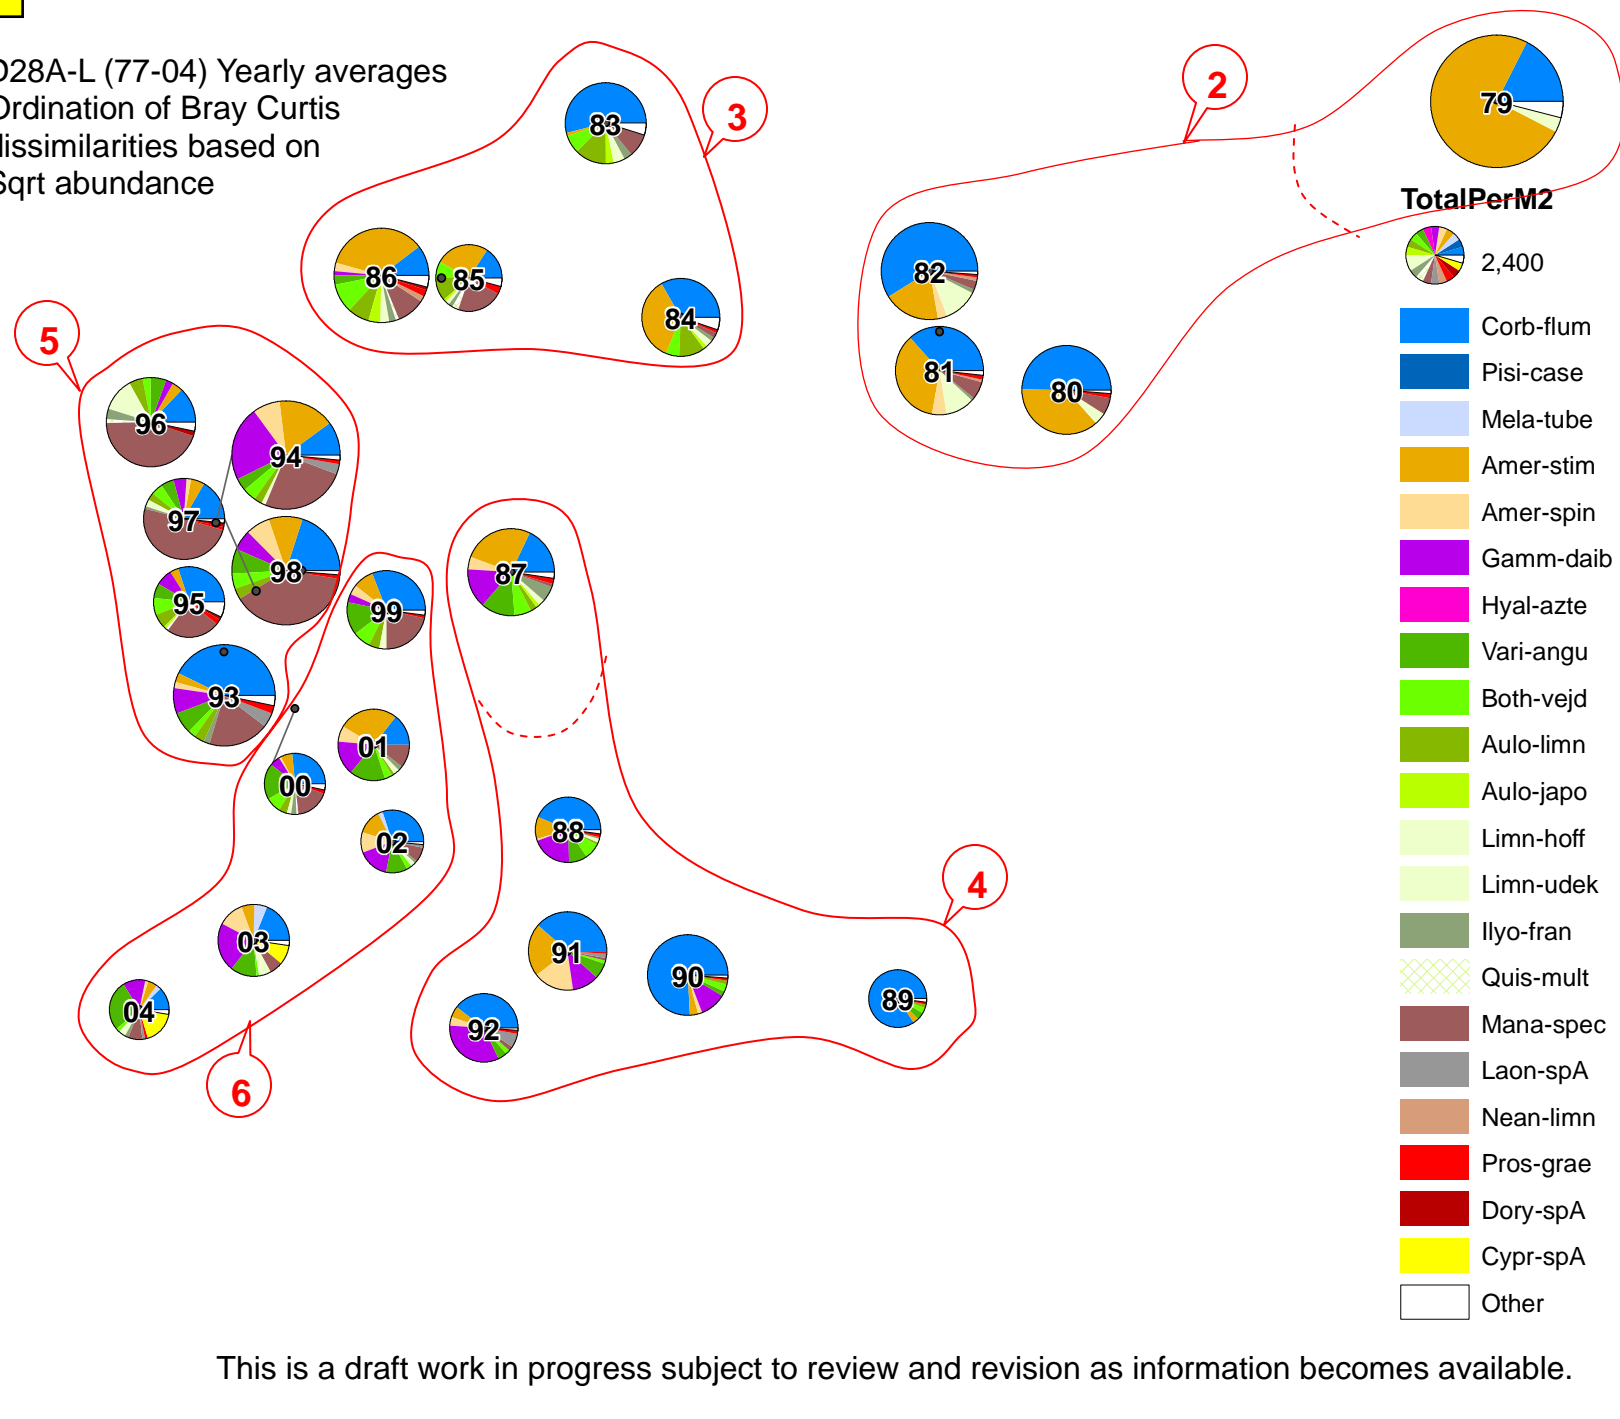 D28A-L (77-04) Yearly averages
Ordination of Bray Curtis
dissimilarities based on
Sqrt abundance
3
2
79
83
TotalPerM2
2,400
86
85
82
84
81
80
5
96
94
97
98
95
99
87
93
01
00
02
88
4
03
91
90
04
92
89
6
Corb-flum
Pisi-case
Mela-tube
Amer-stim
Amer-spin
Gamm-daib
Hyal-azte
Vari-angu
Both-vejd
Aulo-limn
Aulo-japo
Limn-hoff
Limn-udek
Ilyo-fran
Quis-mult
Mana-spec
Laon-spA
Nean-limn
Pros-grae
Dory-spA
Cypr-spA
Other
This is a draft work in progress subject to review and revision as information becomes available.